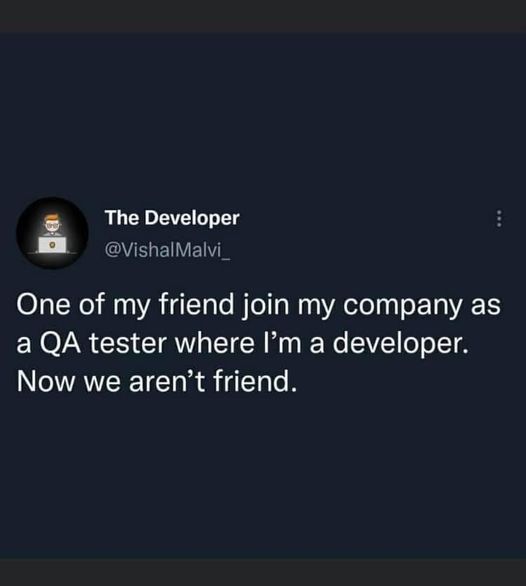 The Developer
@VishalMalvi_
One of my friend join my company as
a QA tester where I’m a developer.
Now we aren’t friend.